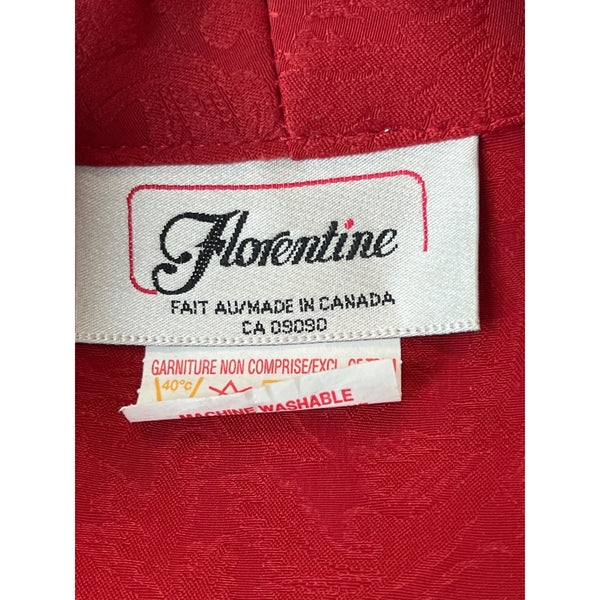 Florentine
FAIT AU/MADE IN CANADA
CA 09090
GARNITURE NON COMPRISE/EXCL.
40°C
MACHINE WASHABLE